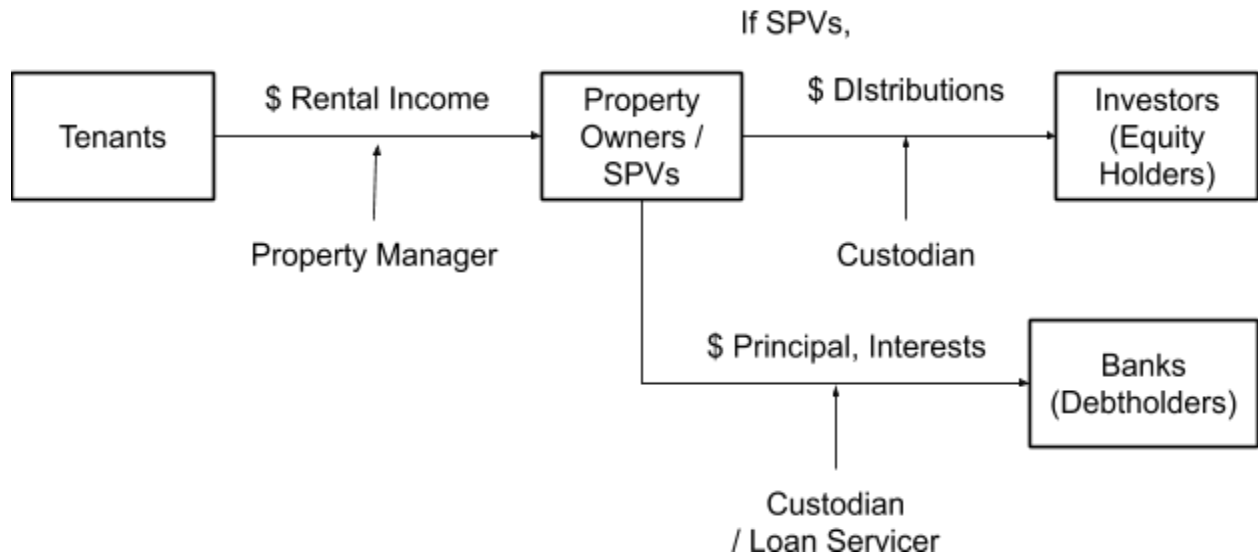 If SPVs,
Tenants
$ Rental Income
Property
Owners /
SPVs
$ DIstributions
Investors
(Equity
Holders)
Property Manager
Custodian
$ Principal, Interests
Banks
(Debtholders)
Custodian
/ Loan Servicer